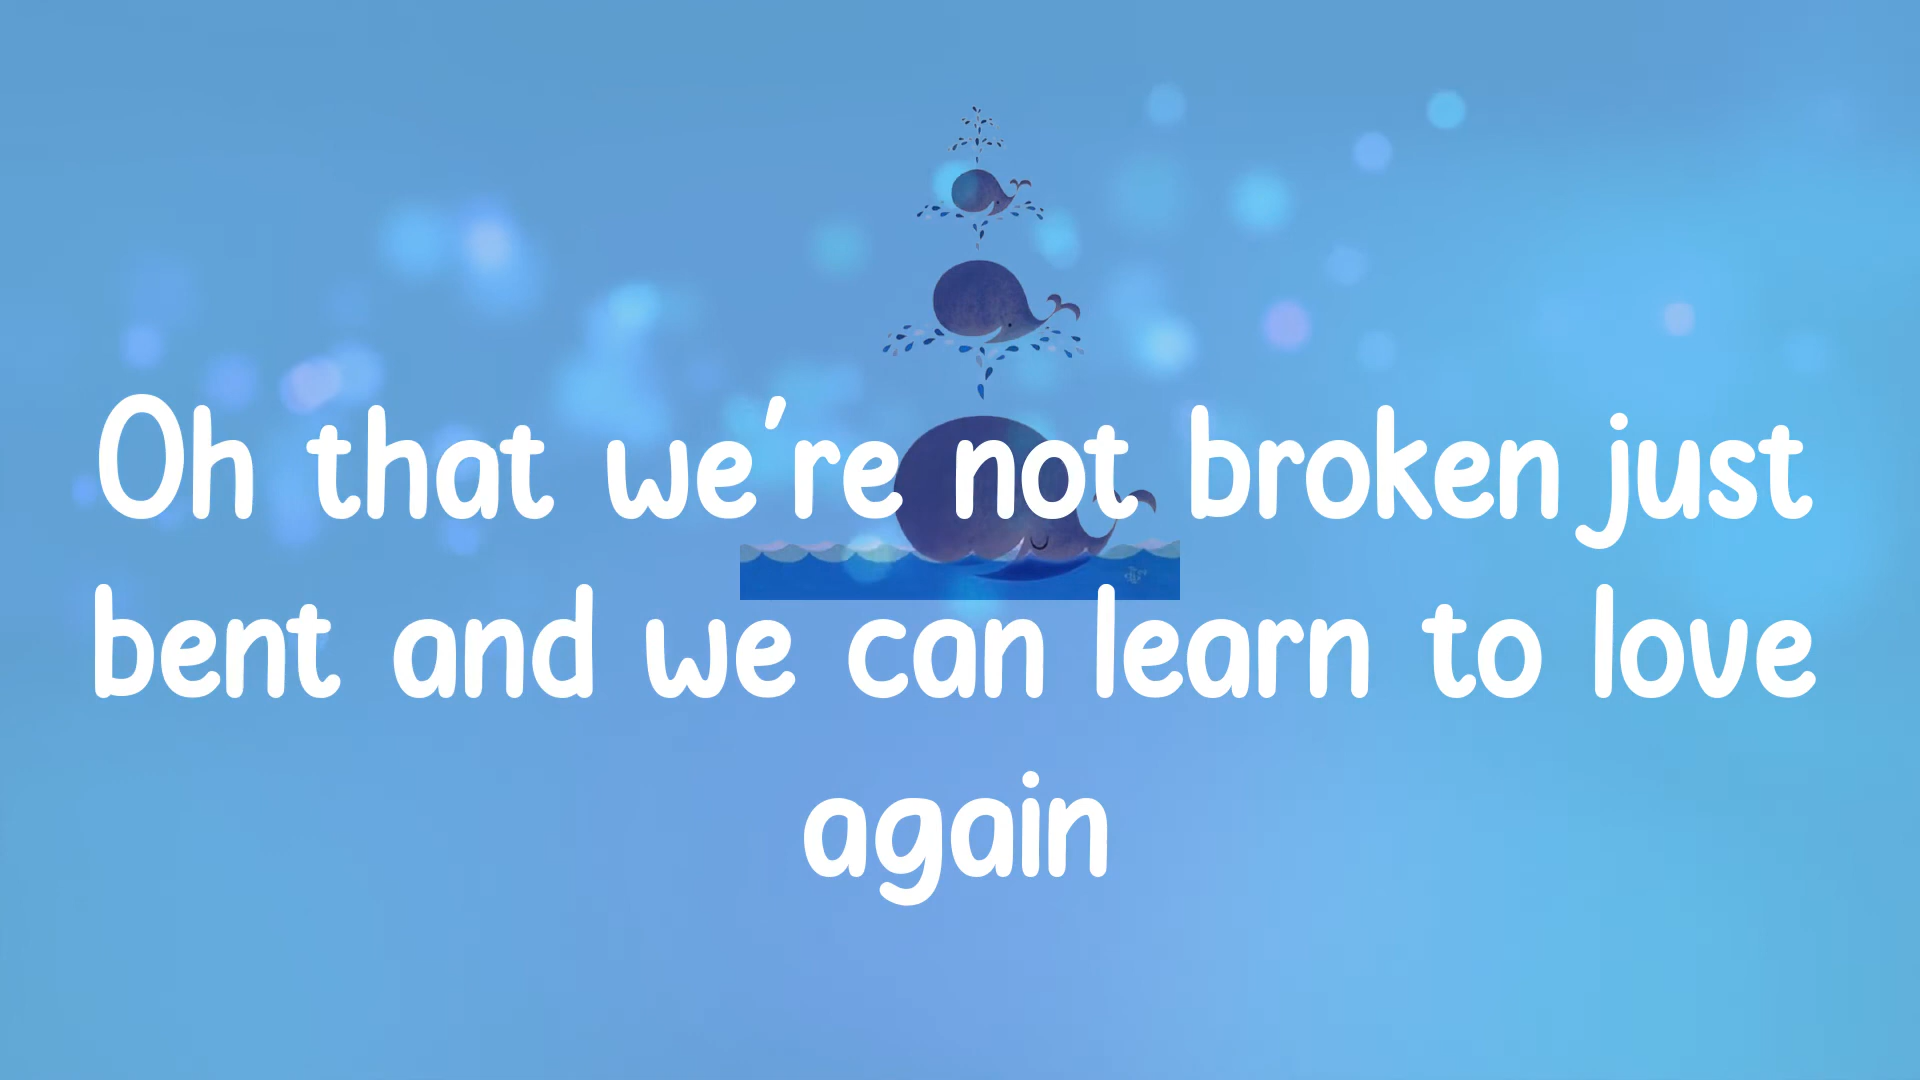 Oh that we're not broken just
bent and we can learn to love
again